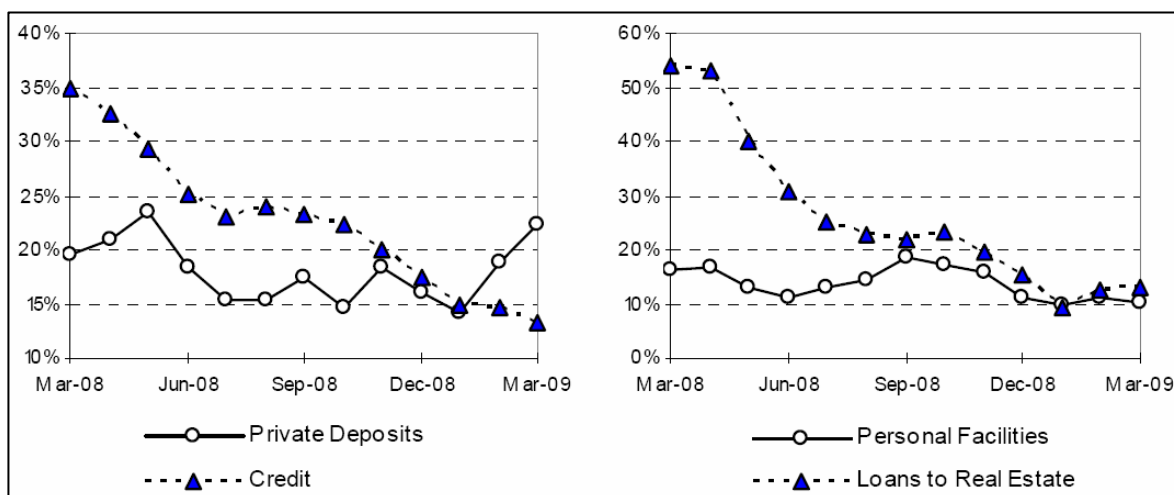 40%
35%
30%
25%
20%
15%
10%
Mar-08 Jun-08 Sep-08 Dec-08 Mar-09
Private Deposits
Credit
60%
50%
40%
30%
20%
10%
0%
Mar-08 Jun-08 Sep-08 Dec-08 Mar-09
Personal Facilities
Loans to Real Estate